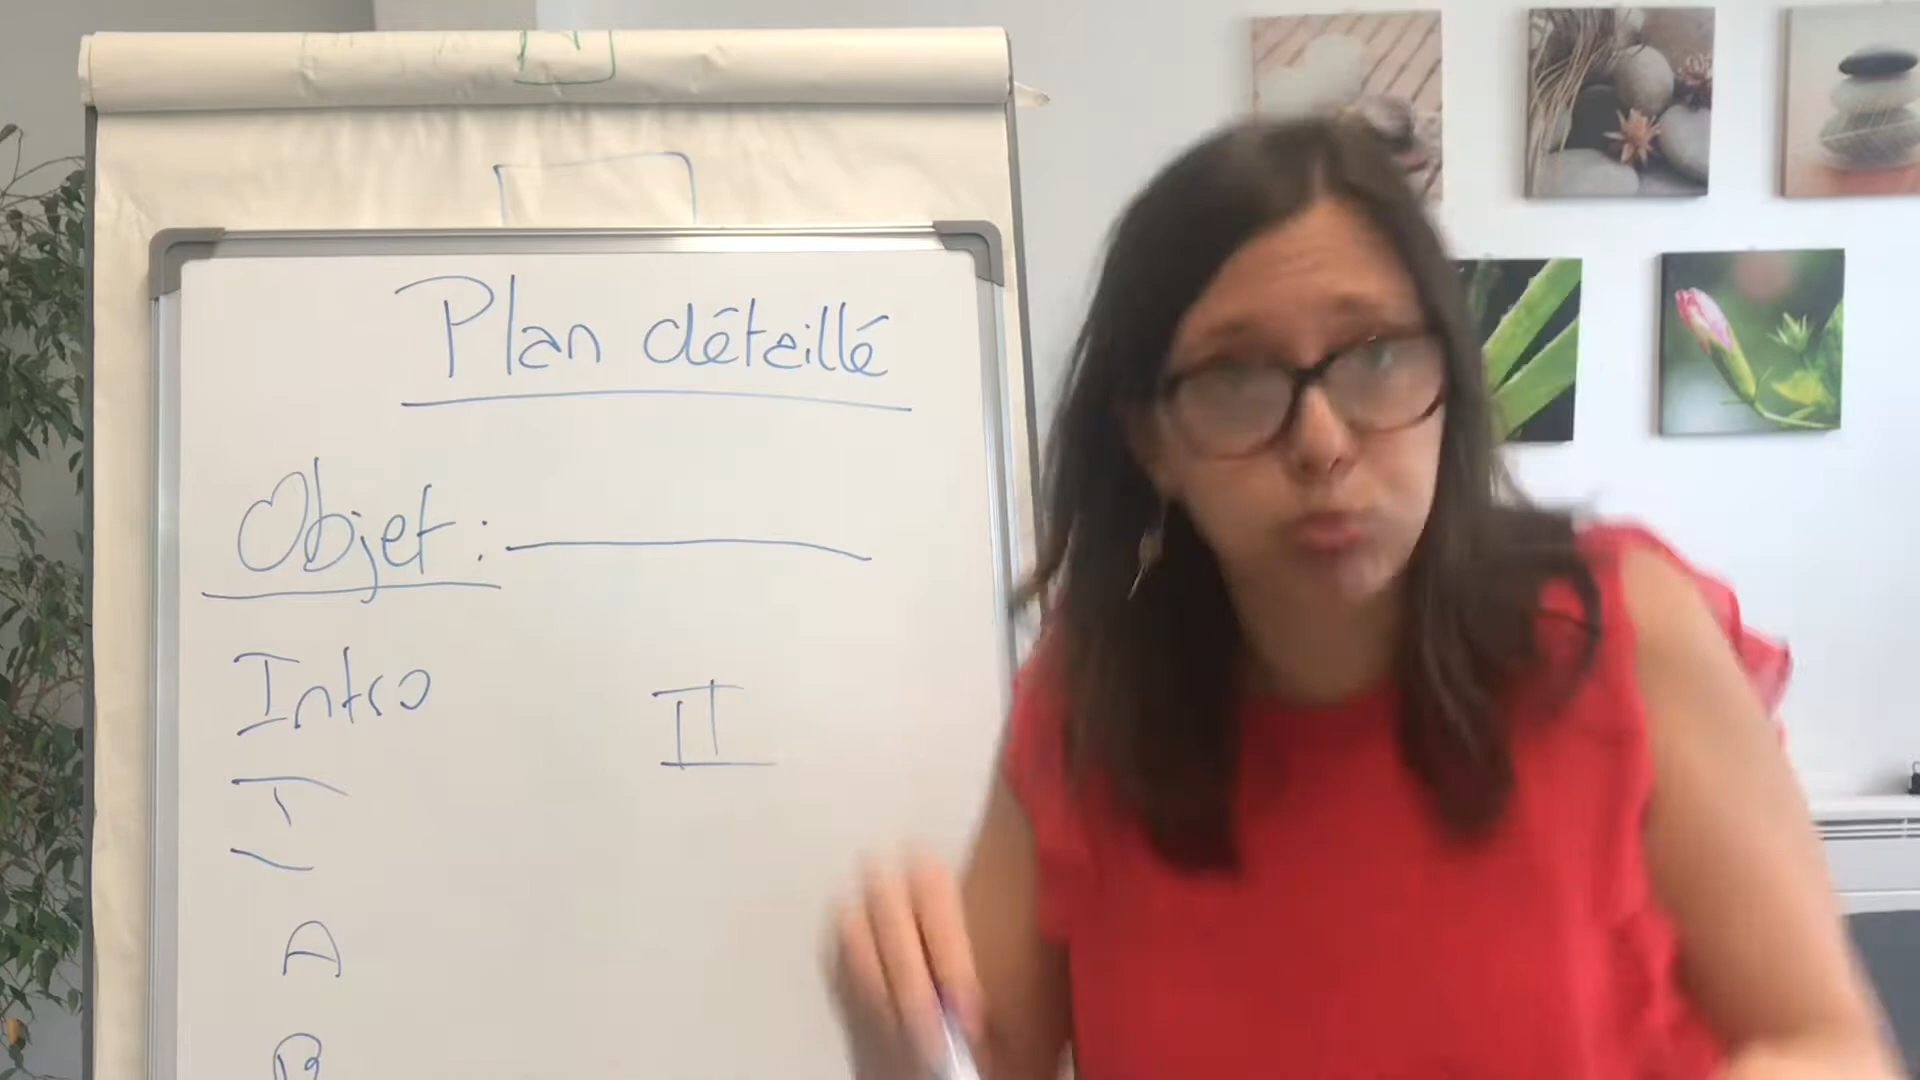 Plan détaillé
Objet :
Intro
I
II
A
B